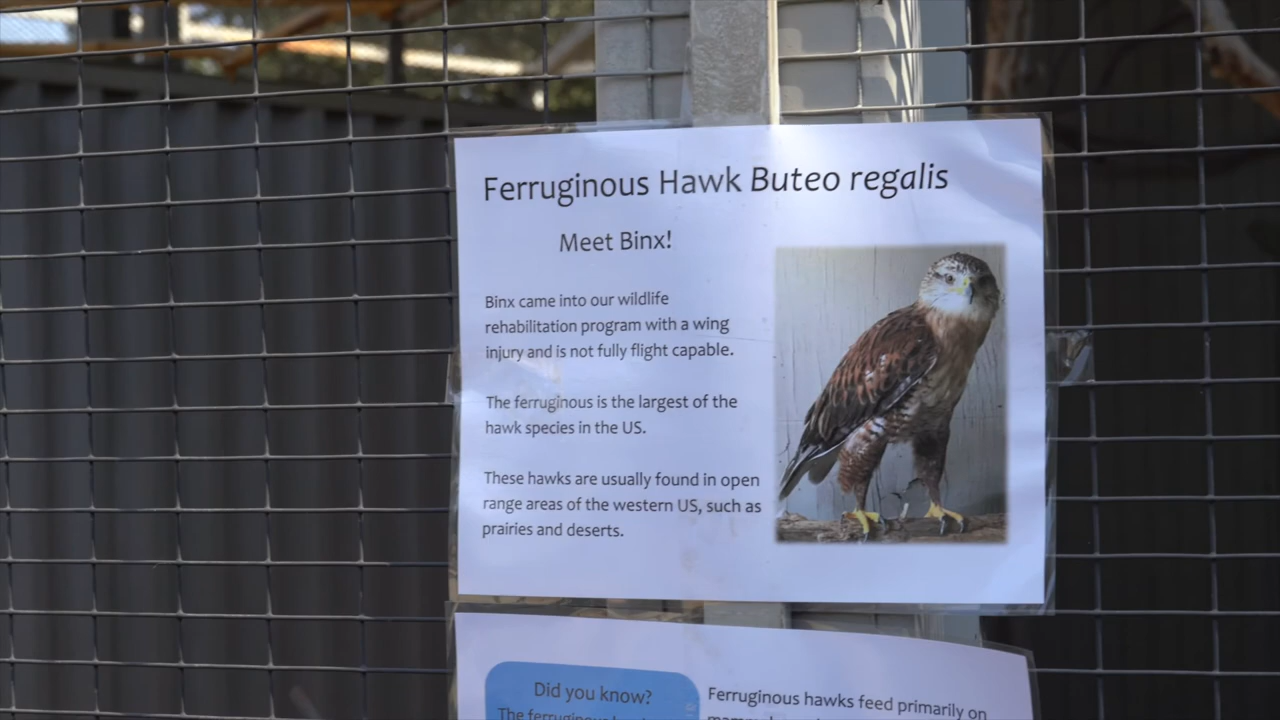 Ferruginous Hawk Buteo regalis
Meet Binx!
Binx came into our wildlife
rehabilitation program with a wing
injury and is not fully flight capable.
The ferruginous is the largest of the
hawk species in the US.
These hawks are usually found in open
range areas of the western US, such as
prairies and deserts.
Did you know?
The ferruginous
Ferruginous hawks feed primarily on